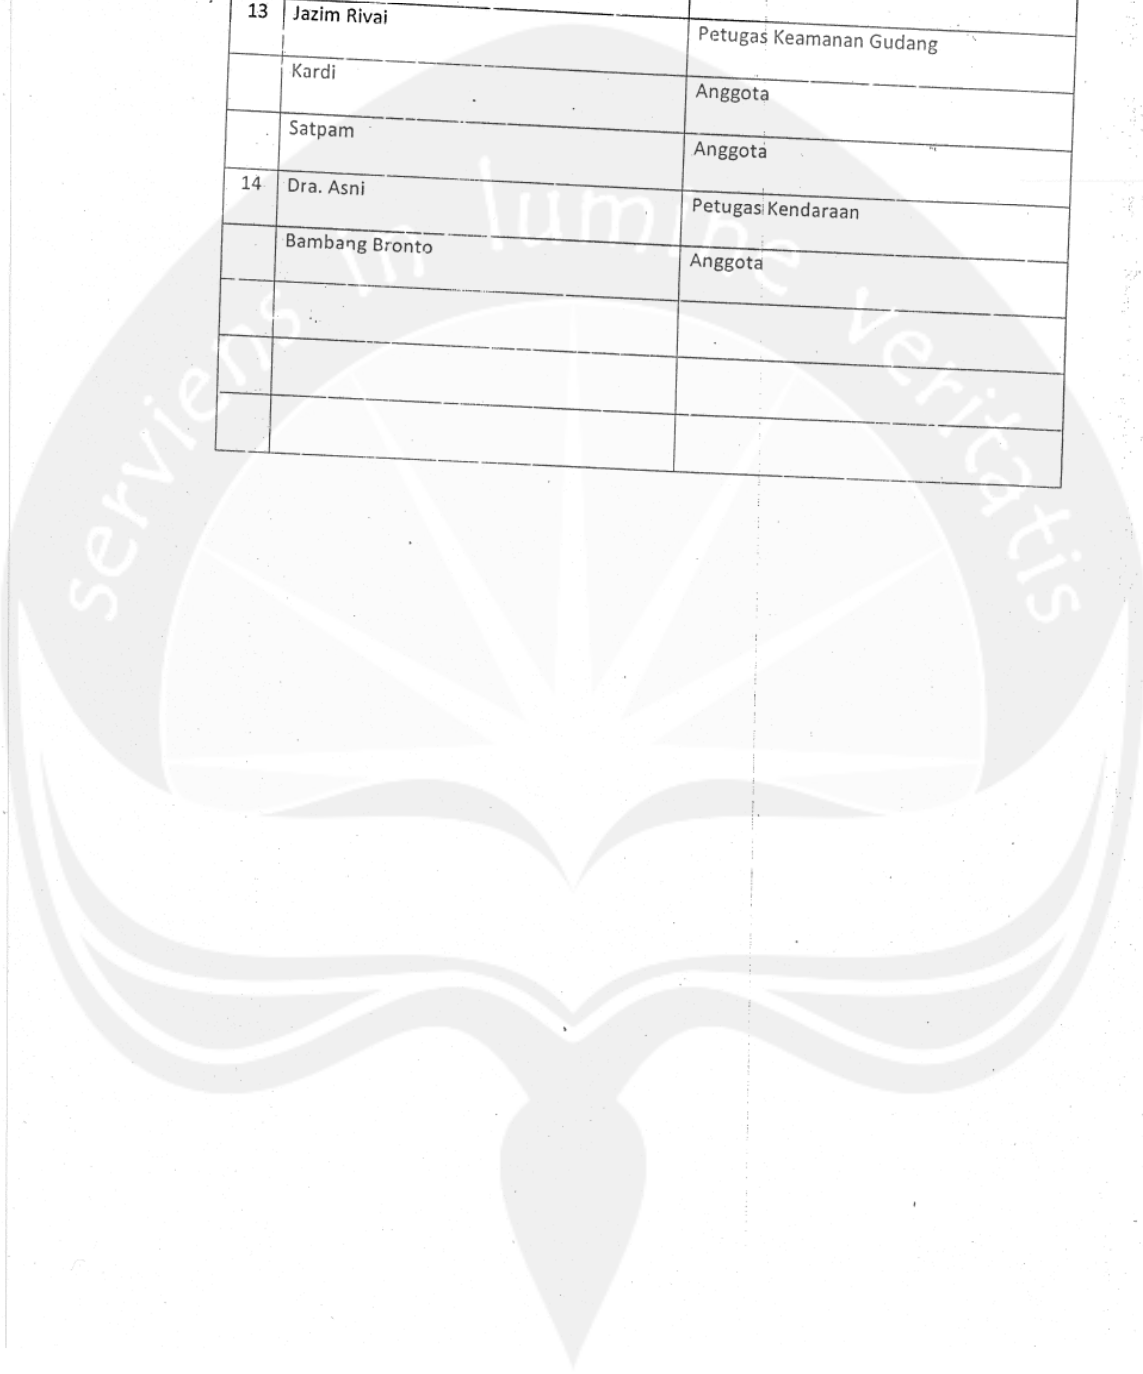 13 Jazim Rivai Petugas Keamanan Gudang
Kardi Anggota
Satpam Anggota
14 Dra. Asni Petugas Kendaraan
Bambang Bronto Anggota
serviens in lumine veritatis